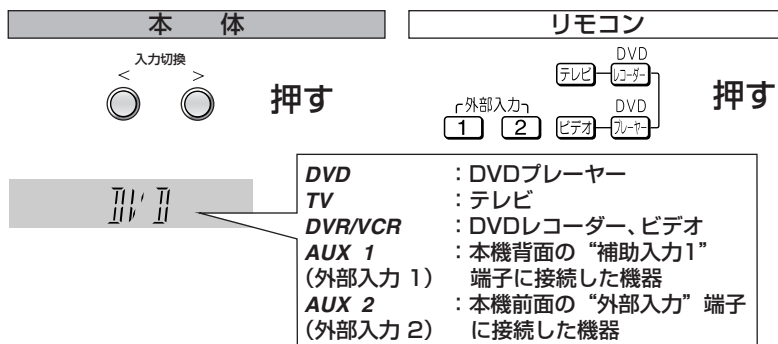 本 体
リモコン
入力切換
< >
押す
DVD
テレビ レコーダー
外部入力
DVD
1 2 ビデオ プレーヤー
押す
DVD
DVD :DVDプレーヤー
TV :テレビ
DVR/VCR :DVDレコーダー、ビデオ
AUX 1 :本機背面の“補助入力1”
(外部入力 1) 端子に接続した機器
AUX 2 :本機前面の“外部入力”端子
(外部入力 2) に接続した機器